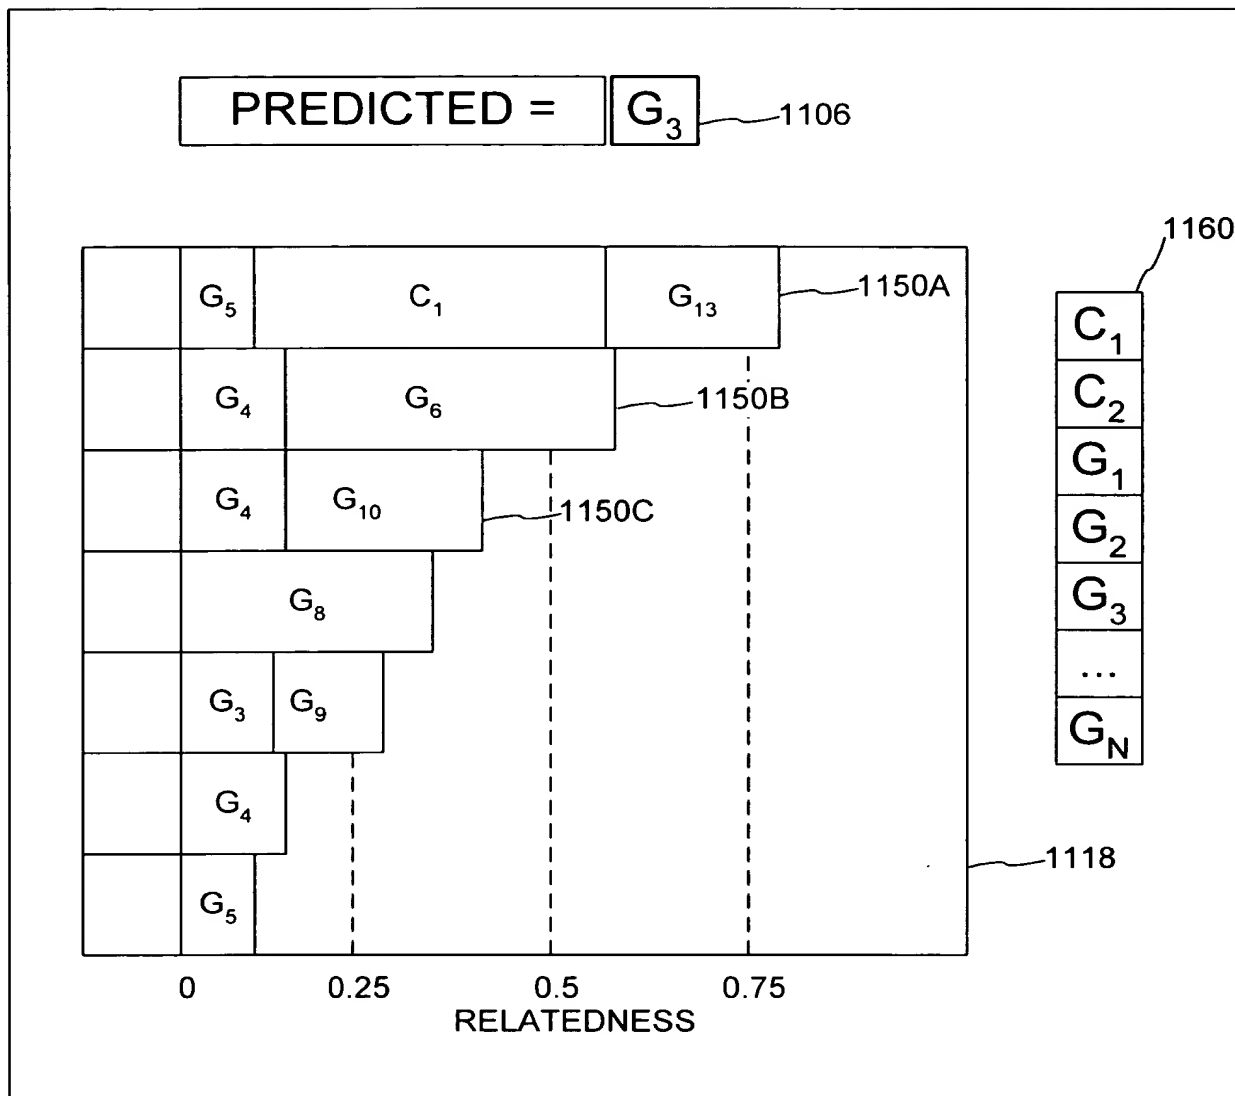 PREDICTED = G₃ 1106
1160
G₅ C₁ G₁₃ 1150A
G₄ G₆ 1150B
G₄ G₁₀ 1150C
G₈
G₃ G₉
G₄
G₅
C₁
C₂
G₁
G₂
G₃
...
G_N
1118
0 0.25 0.5 0.75
RELATEDNESS